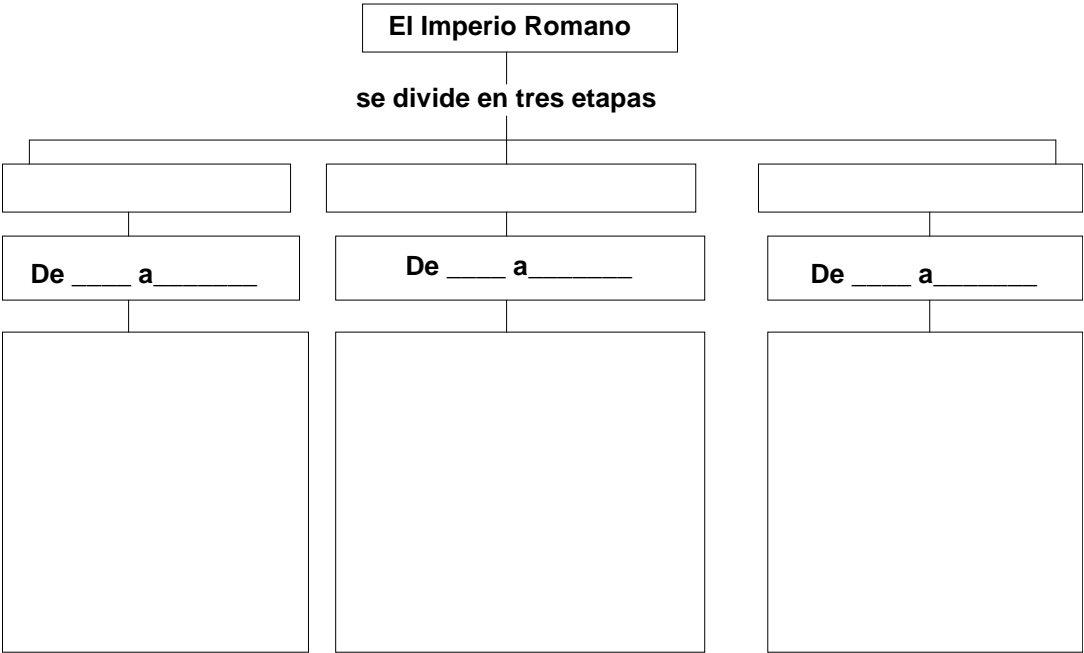 El Imperio Romano
se divide en tres etapas
De ____ a_______
De ____ a_______
De ____ a_______